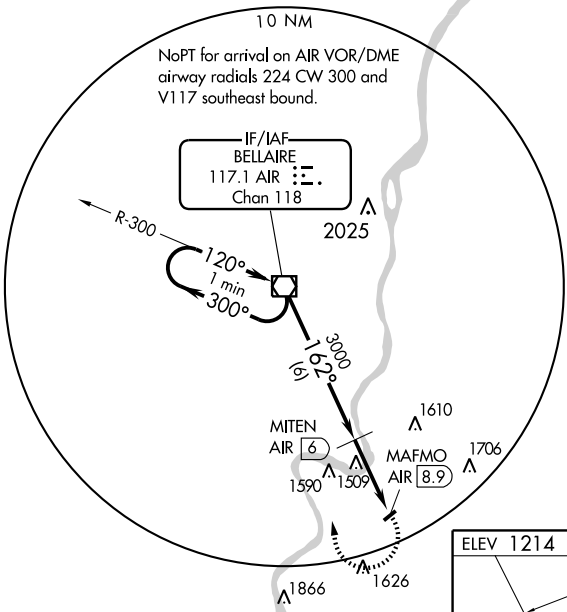 10 NM
NoPT for arrival on AIR VOR/DME
airway radials 224 CW 300 and
V117 southeast bound.
IF/IAF
BELLAIRE
117.1 AIR
Chan 118
2025
R-300
120°
1 min
300°
3000
162°
(6)
1610
MITEN
AIR 6
1706
MAFMO
AIR 8.9
1509
1590
ELEV 1214
1626
1866